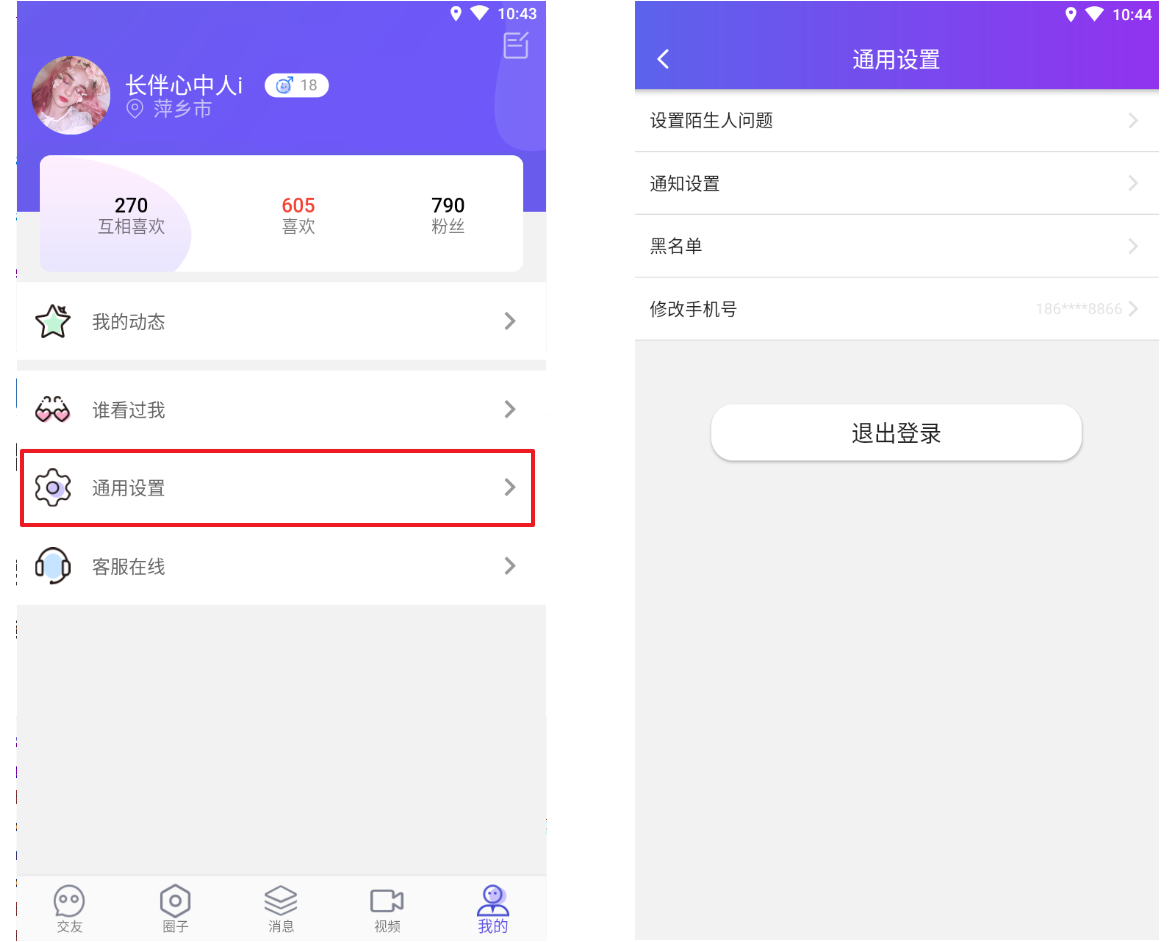 10:43
长伴心中人i
18
萍乡市
270
605
790
互相喜欢
喜欢
粉丝
我的动态
谁看过我
通用设置
客服在线
交友
圈子
消息
视频
我的
10:44
通用设置
设置陌生人问题
通知设置
黑名单
修改手机号
186****8866
退出登录